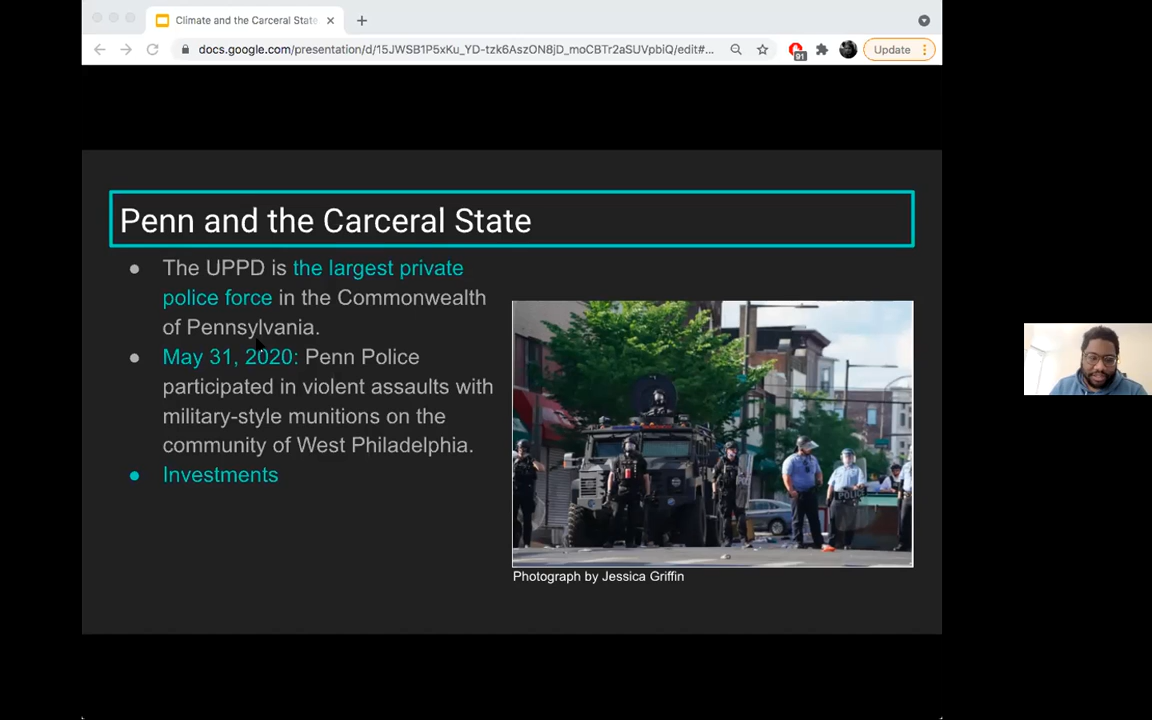 Climate and the Carceral State
docs.google.com/presentation/d/15JWSB1P5xKu_YD-tzk6AszON8jD_moCBTr2aSUVpbiQ/edit#...
91
Update
Penn and the Carceral State
The UPPD is the largest private
police force in the Commonwealth
of Pennsylvania.
May 31, 2020: Penn Police
participated in violent assaults with
military-style munitions on the
community of West Philadelphia.
Investments
POLICE
Photograph by Jessica Griffin